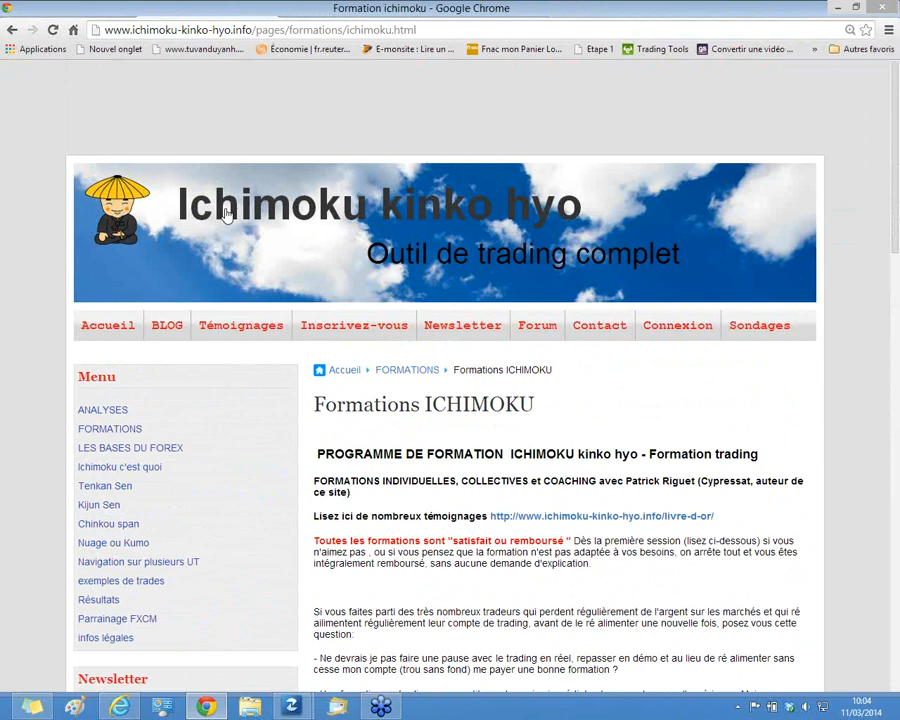 Formation ichimoku - Google Chrome
www.ichimoku-kinko-hyo.info/pages/formations/ichimoku.html
Applications Nouvel onglet www.tuvanduyanh.... Économie | fr.reuter... E-monsite : Lire un ... Fnac mon Panier Lo... Etape 1 Trading Tools Convertir une vidéo ... » Autres favoris
Ichimoku kinko hyo
Outil de trading complet
Accueil BLOG Témoignages Inscrivez-vous Newsletter Forum Contact Connexion Sondages
Menu
ANALYSES
FORMATIONS
LES BASES DU FOREX
Ichimoku c'est quoi
Tenkan Sen
Kijun Sen
Chinkou span
Nuage ou Kumo
Navigation sur plusieurs UT
exemples de trades
Résultats
Parrainage FXCM
infos légales
Newsletter
Accueil FORMATIONS Formations ICHIMOKU
Formations ICHIMOKU
PROGRAMME DE FORMATION ICHIMOKU kinko hyo - Formation trading
FORMATIONS INDIVIDUELLES, COLLECTIVES et COACHING avec Patrick Riguet (Cypressat, auteur de
ce site)
Lisez ici de nombreux témoignages http://www.ichimoku-kinko-hyo.info/livre-d-or/
Toutes les formations sont "satisfait ou remboursé " Dès la première session (lisez ci-dessous) si vous
n'aimez pas , ou si vous pensez que la formation n'est pas adaptée à vos besoins, on arrête tout et vous êtes
intégralement remboursé, sans aucune demande d'explication.
Si vous faites parti des très nombreux tradeurs qui perdent régulièrement de l'argent sur les marchés et qui ré
alimentent régulièrement leur compte de trading, avant de le ré alimenter une nouvelle fois, posez vous cette
question:
- Ne devrais je pas faire une pause avec le trading en réel, repasser en démo et au lieu de ré alimenter sans
cesse mon compte (trou sans fond) me payer une bonne formation ?
10:04
11/03/2014